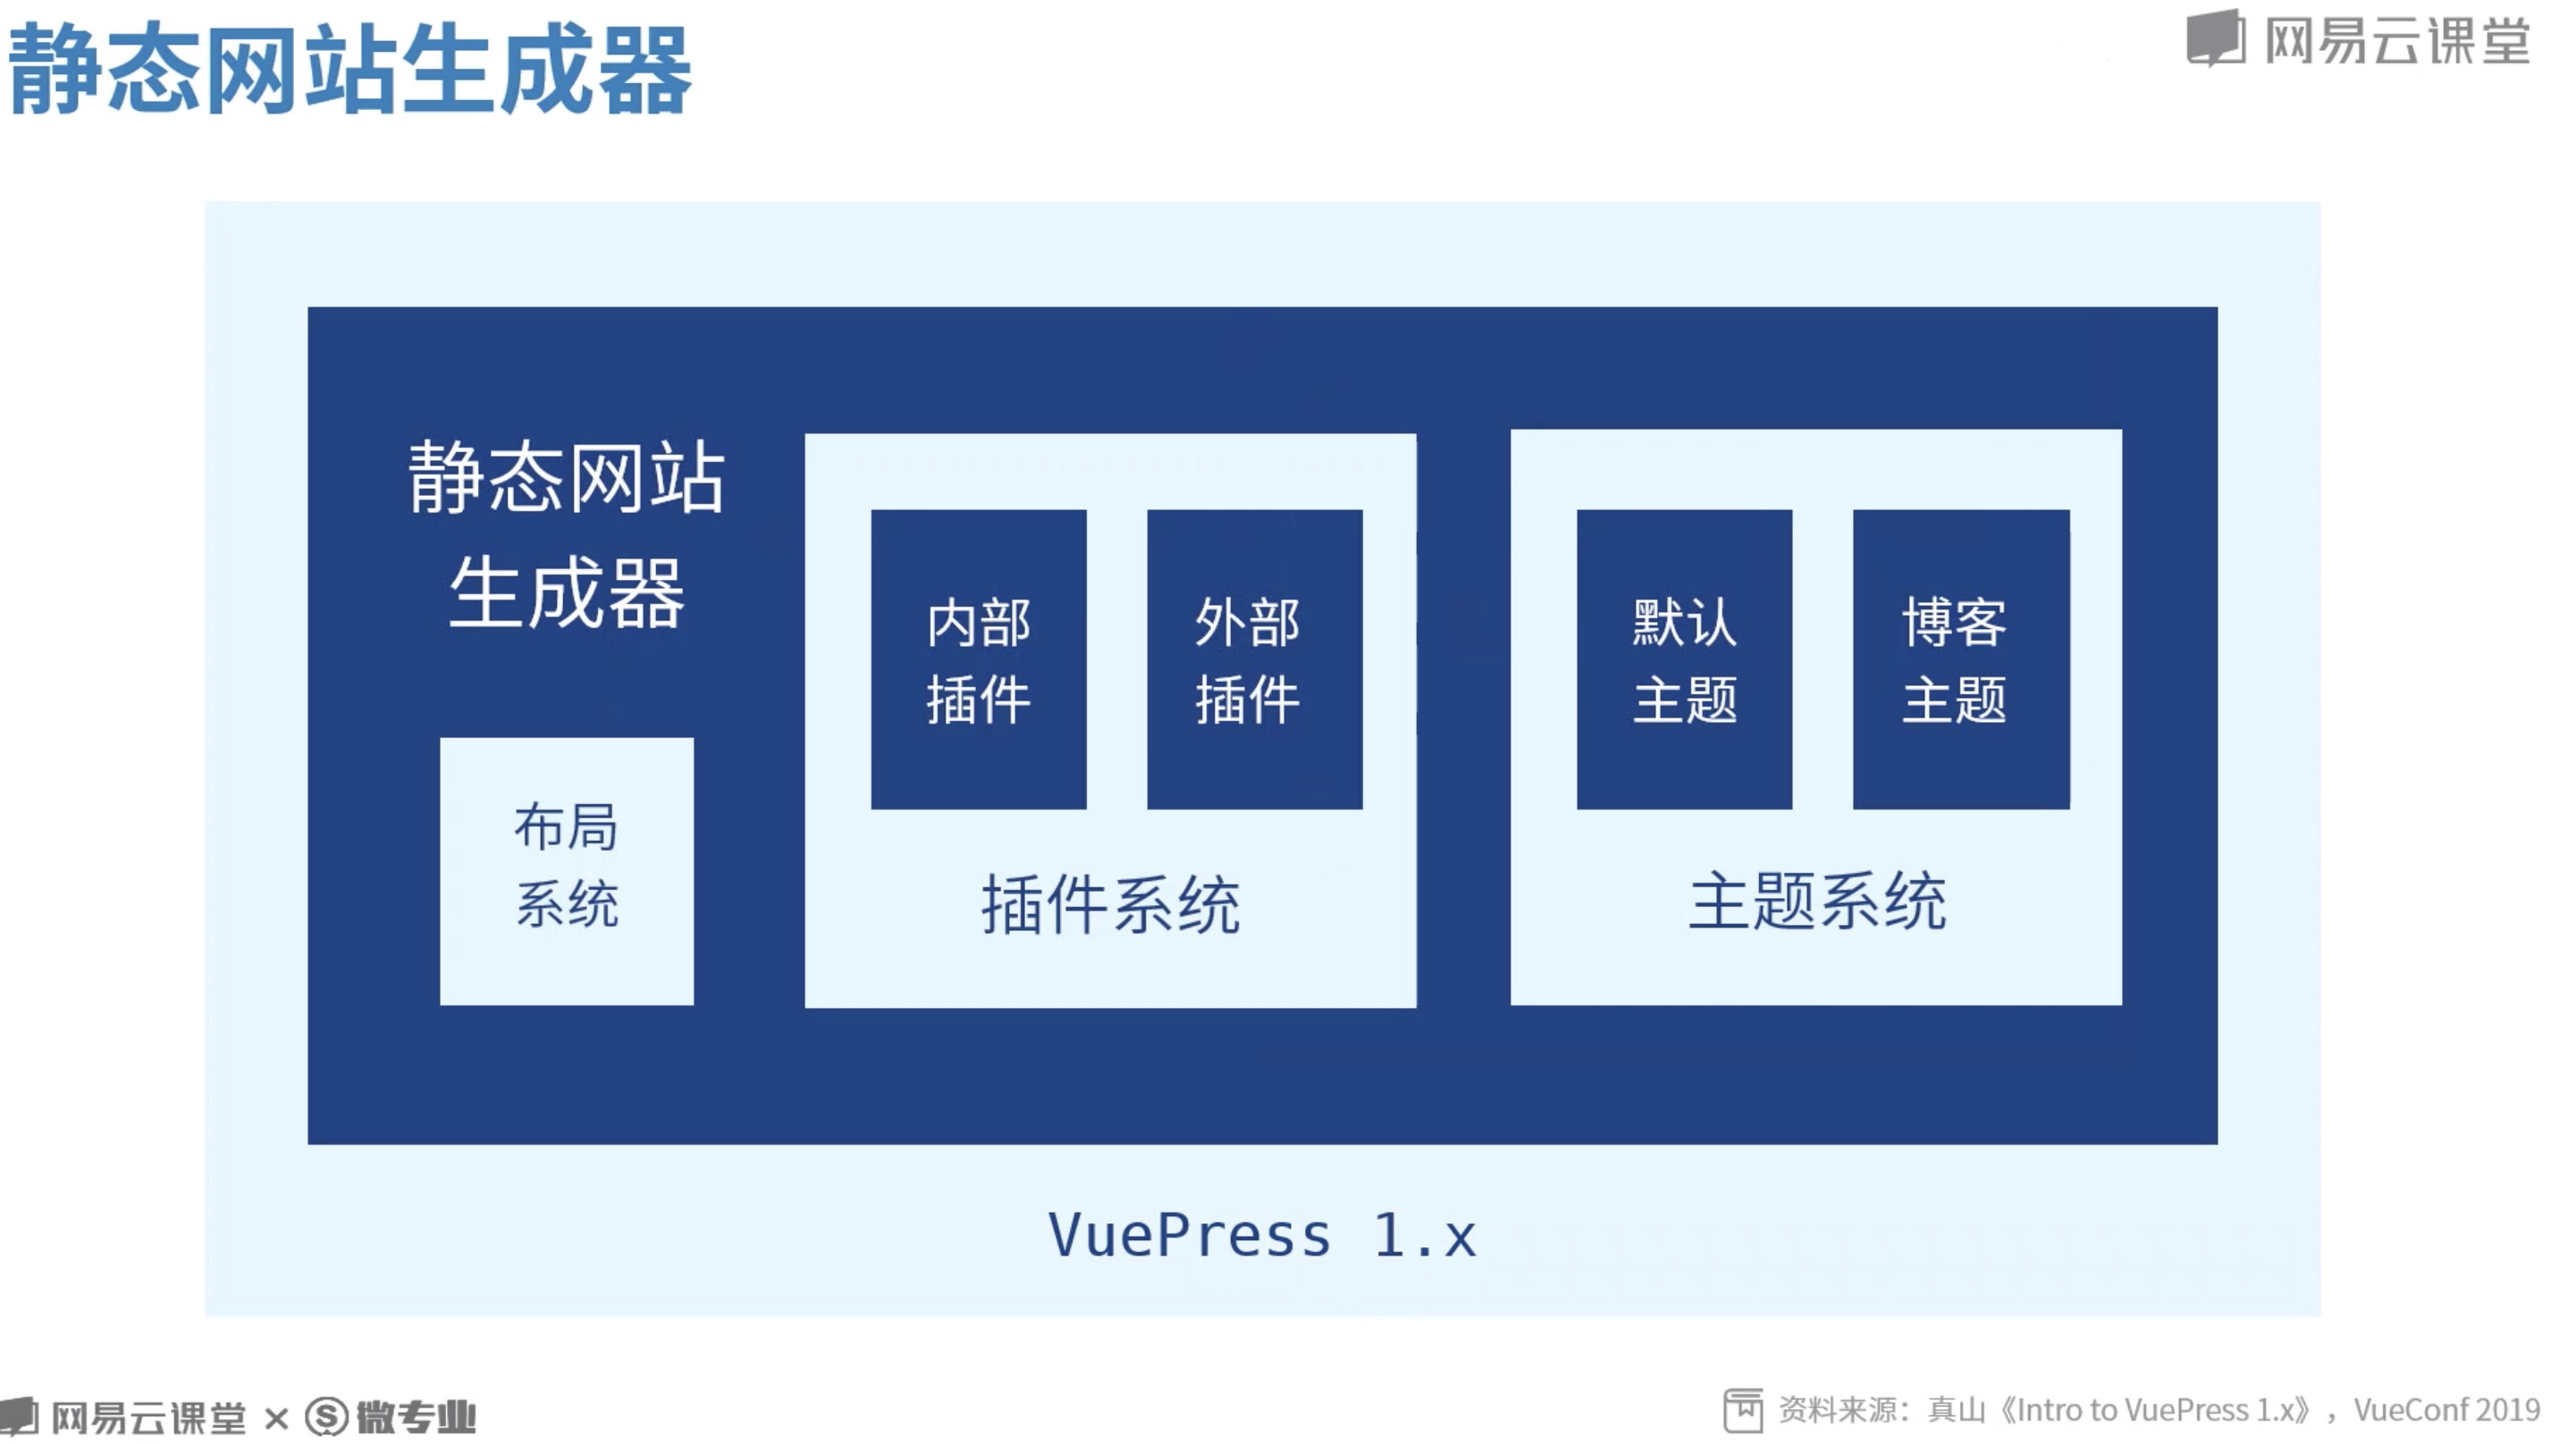 静态网站生成器
网易云课堂
静态网站
生成器
布局
系统
内部
插件
外部
插件
插件系统
默认
主题
博客
主题
主题系统
VuePress 1.x
网易云课堂 × 微专业
资料来源：真山《Intro to VuePress 1.x》，VueConf 2019